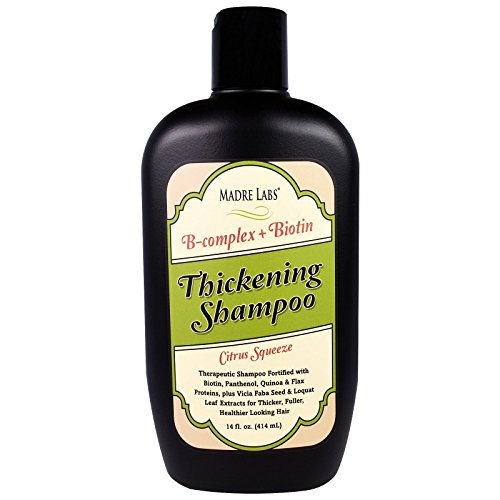 MADRE LABS®
B-complex + Biotin
Thickening
Shampoo
Citrus Squeeze
Therapeutic Shampoo Fortified with
Biotin, Panthenol, Quinoa & Flax
Proteins, plus Vicia Faba Seed & Loquat
Leaf Extracts for Thicker, Fuller,
Healthier Looking Hair
14 fl. oz. (414 mL)